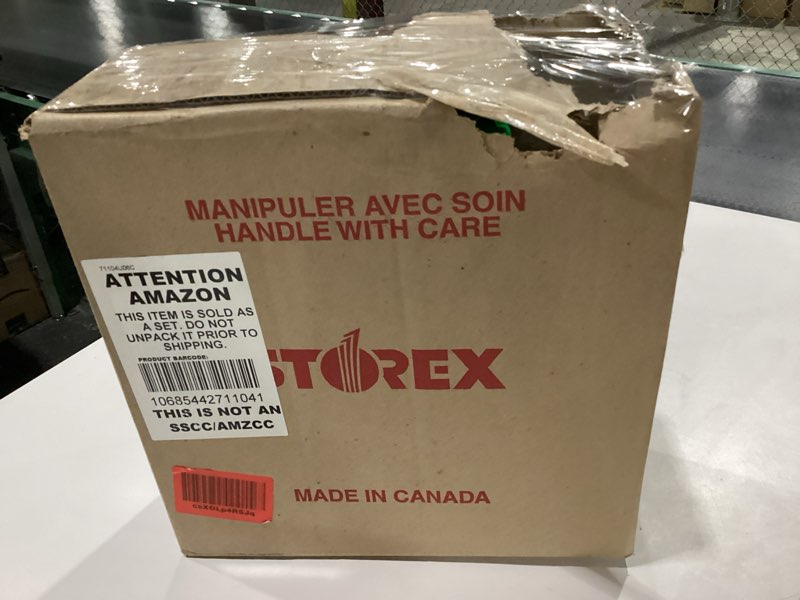 MANIPULER AVEC SOIN
HANDLE WITH CARE
71104U06C
ATTENTION
AMAZON
THIS ITEM IS SOLD AS
A SET. DO NOT
UNPACK IT PRIOR TO
SHIPPING.
PRODUCT BARCODE:
10685442711041
THIS IS NOT AN
SSCC/AMZCC
STOREX
MADE IN CANADA